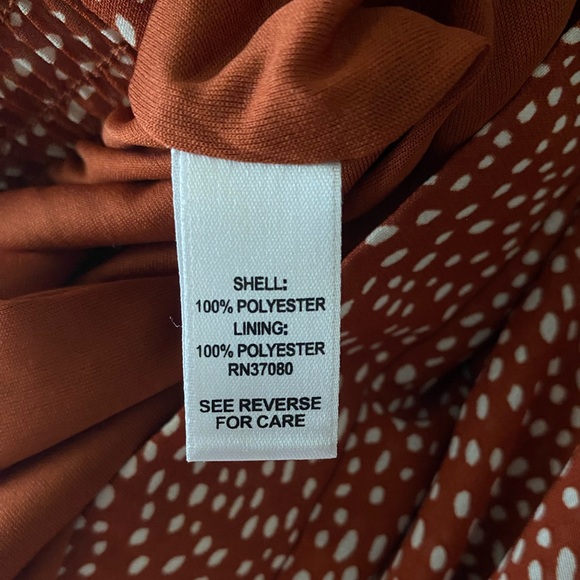 SHELL:
100% POLYESTER
LINING:
100% POLYESTER
RN37080
SEE REVERSE
FOR CARE